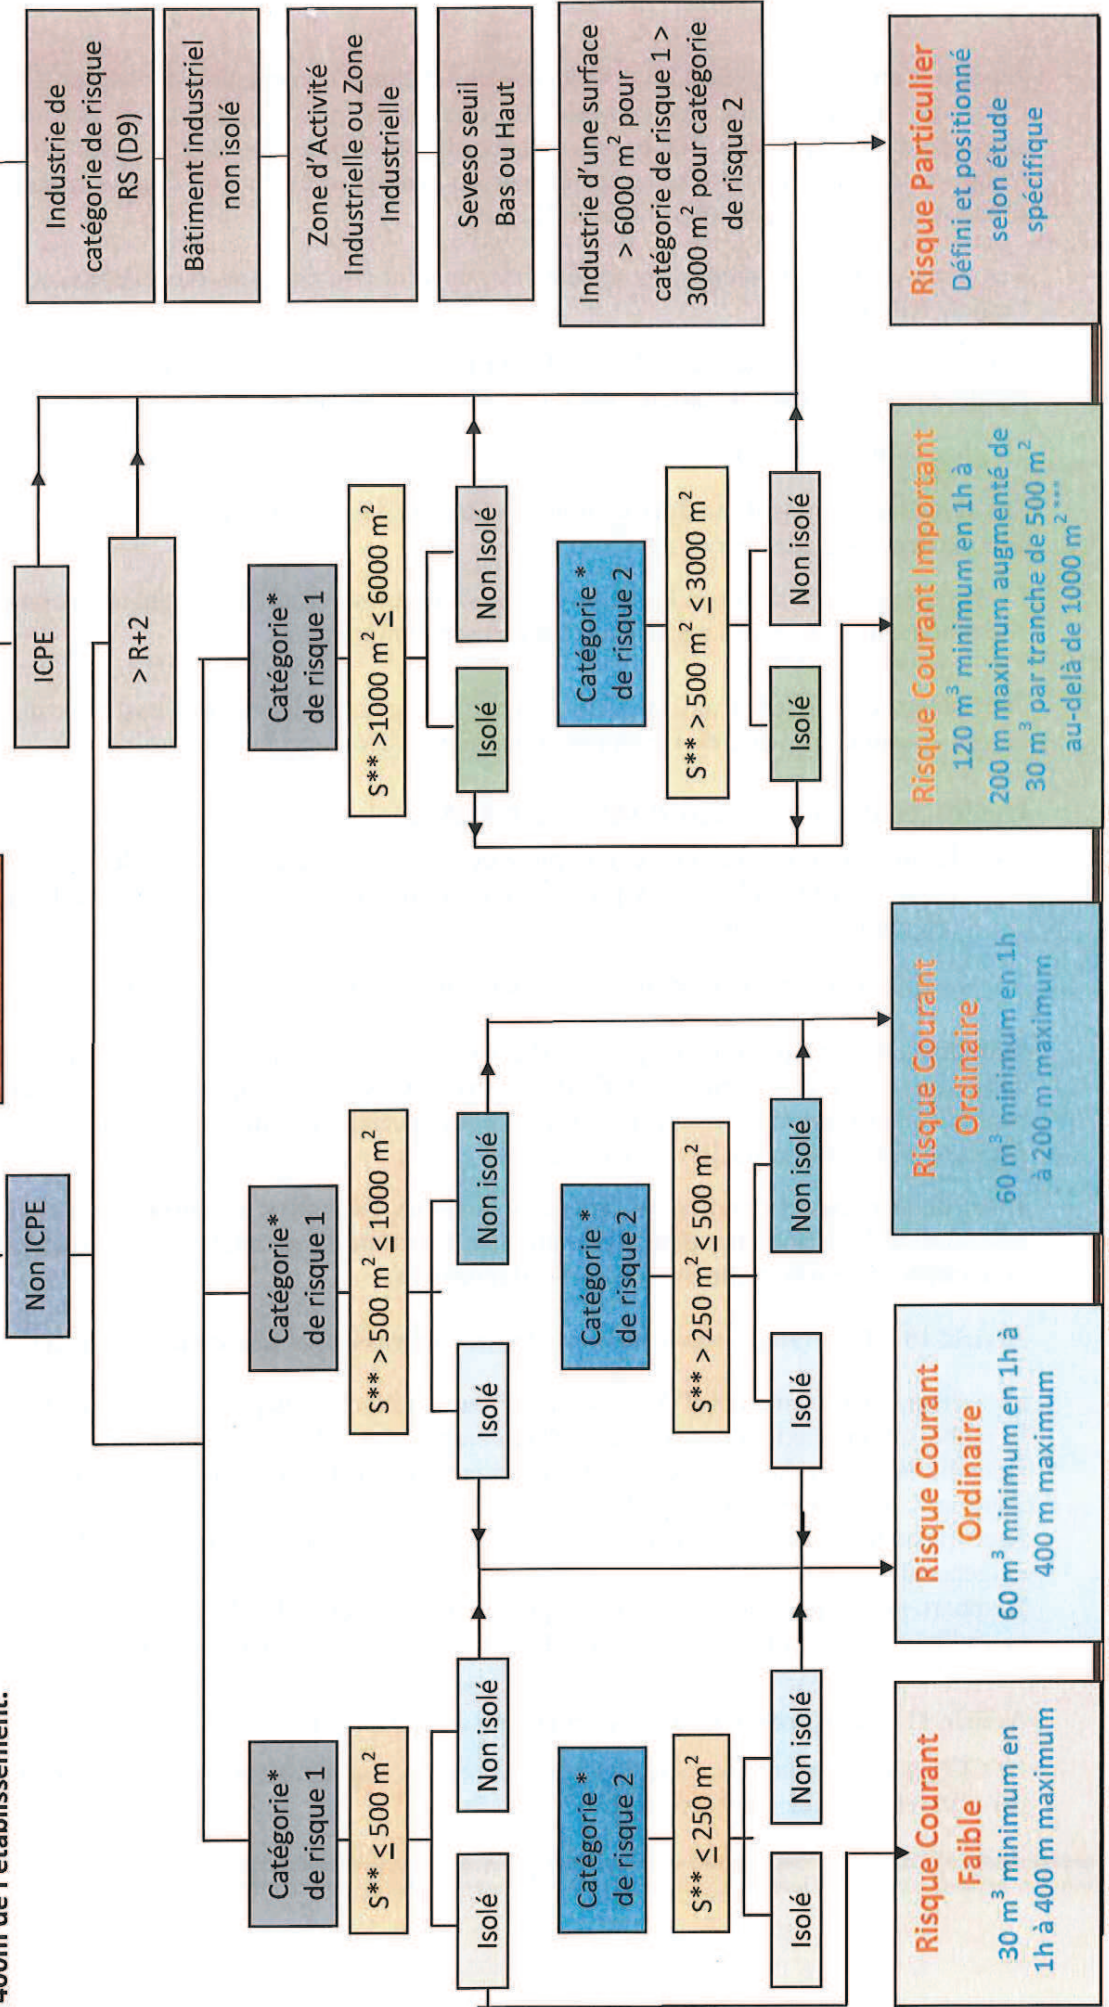 400m de l'établissement.
Non ICPE
ICPE
> R+2
Industrie de
catégorie de risque
RS (D9)
Bâtiment industriel
non isolé
Zone d'Activité
Industrielle ou Zone
Industrielle
Seveso seuil
Bas ou Haut
Industrie d'une surface
> 6000 m² pour
catégorie de risque 1 >
3000 m² pour catégorie
de risque 2
Catégorie*
de risque 1
S** ≤ 500 m²
Isolé
Non isolé
Catégorie*
de risque 1
S** > 500 m² ≤ 1000 m²
Isolé
Non isolé
Catégorie*
de risque 1
S** >1000 m² ≤ 6000 m²
Isolé
Non Isolé
Catégorie *
de risque 2
S** ≤ 250 m²
Isolé
Non isolé
Catégorie *
de risque 2
S** > 250 m² ≤ 500 m²
Isolé
Non isolé
Catégorie *
de risque 2
S** > 500 m² ≤ 3000 m²
Isolé
Non isolé
Risque Courant
Faible
30 m³ minimum en
1h à 400 m maximum
Risque Courant
Ordinaire
60 m³ minimum en 1h à
400 m maximum
Risque Courant
Ordinaire
60 m³ minimum en 1h
à 200 m maximum
Risque Courant Important
120 m³ minimum en 1h à
200 m maximum augmenté de
30 m³ par tranche de 500 m²
au-delà de 1000 m² ***
Risque Particulier
Défini et positionné
selon étude
spécifique